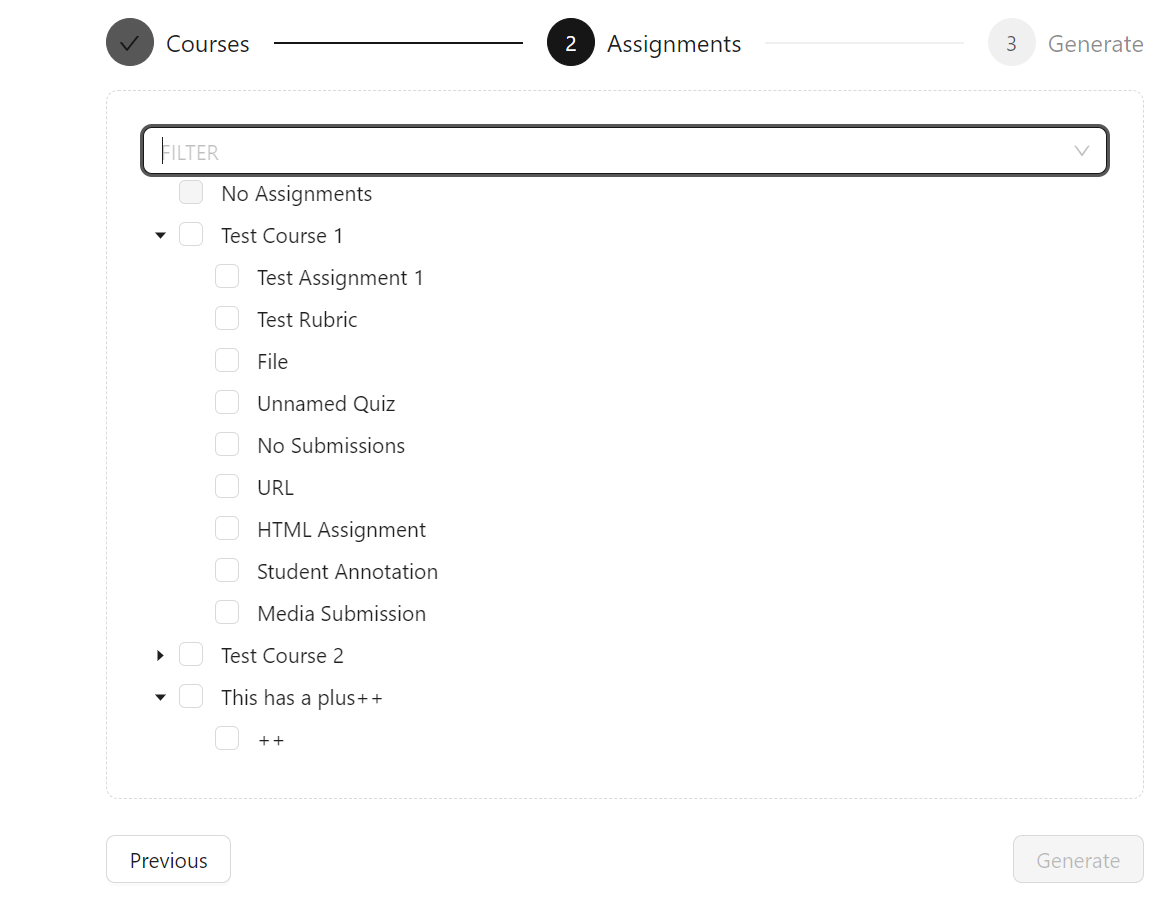 Courses 2 Assignments 3 Generate
FILTER
No Assignments
Test Course 1
Test Assignment 1
Test Rubric
File
Unnamed Quiz
No Submissions
URL
HTML Assignment
Student Annotation
Media Submission
Test Course 2
This has a plus++
++
Previous Generate